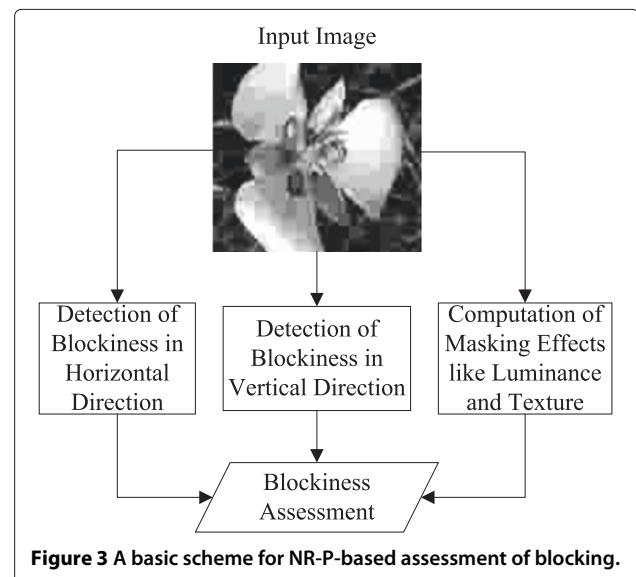 Input Image
Detection of
Blockiness in
Horizontal
Direction
Detection of
Blockiness in
Vertical Direction
Computation of
Masking Effects
like Luminance
and Texture
Blockiness
Assessment
Figure 3 A basic scheme for NR-P-based assessment of blocking.